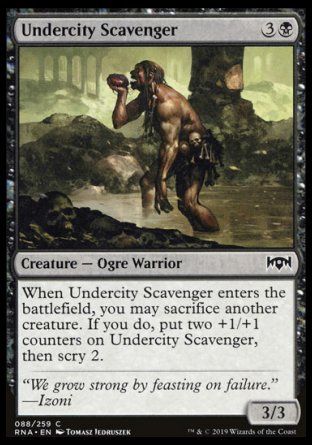 Undercity Scavenger 3
Creature — Ogre Warrior
When Undercity Scavenger enters the
battlefield, you may sacrifice another
creature. If you do, put two +1/+1
counters on Undercity Scavenger,
then scry 2.
“We grow strong by feasting on failure.”
—Izoni
3/3
088/259 C
RNA • EN Tomasz Jedruszek ™ & © 2019 Wizards of the Coast